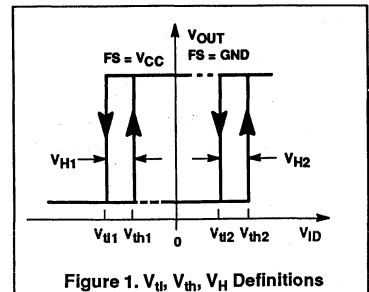 VOUT
FS = VCC FS = GND
VH1 VH2
Vtl1 Vth1 0 Vtl2 Vth2 VID
Figure 1. Vtl, Vth, VH Definitions